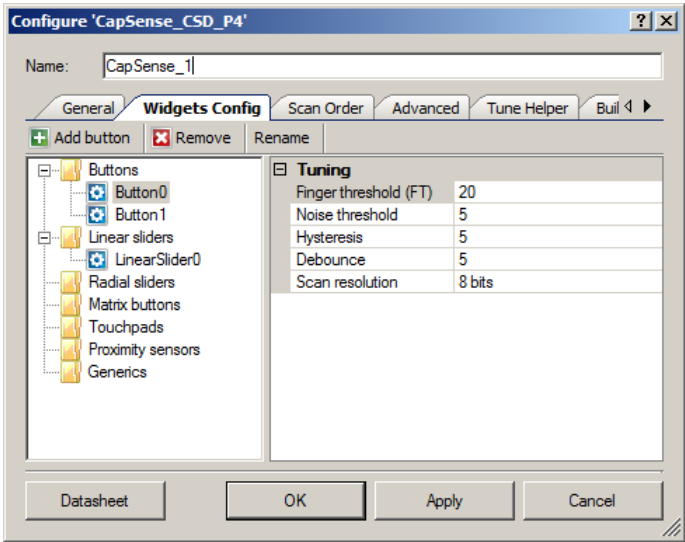 Configure 'CapSense_CSD_P4'
Name: CapSense_1
General Widgets Config Scan Order Advanced Tune Helper Buil
Add button Remove Rename
Buttons
Button0
Button1
Linear sliders
LinearSlider0
Radial sliders
Matrix buttons
Touchpads
Proximity sensors
Generics
Tuning
Finger threshold (FT) 20
Noise threshold 5
Hysteresis 5
Debounce 5
Scan resolution 8 bits
Datasheet OK Apply Cancel